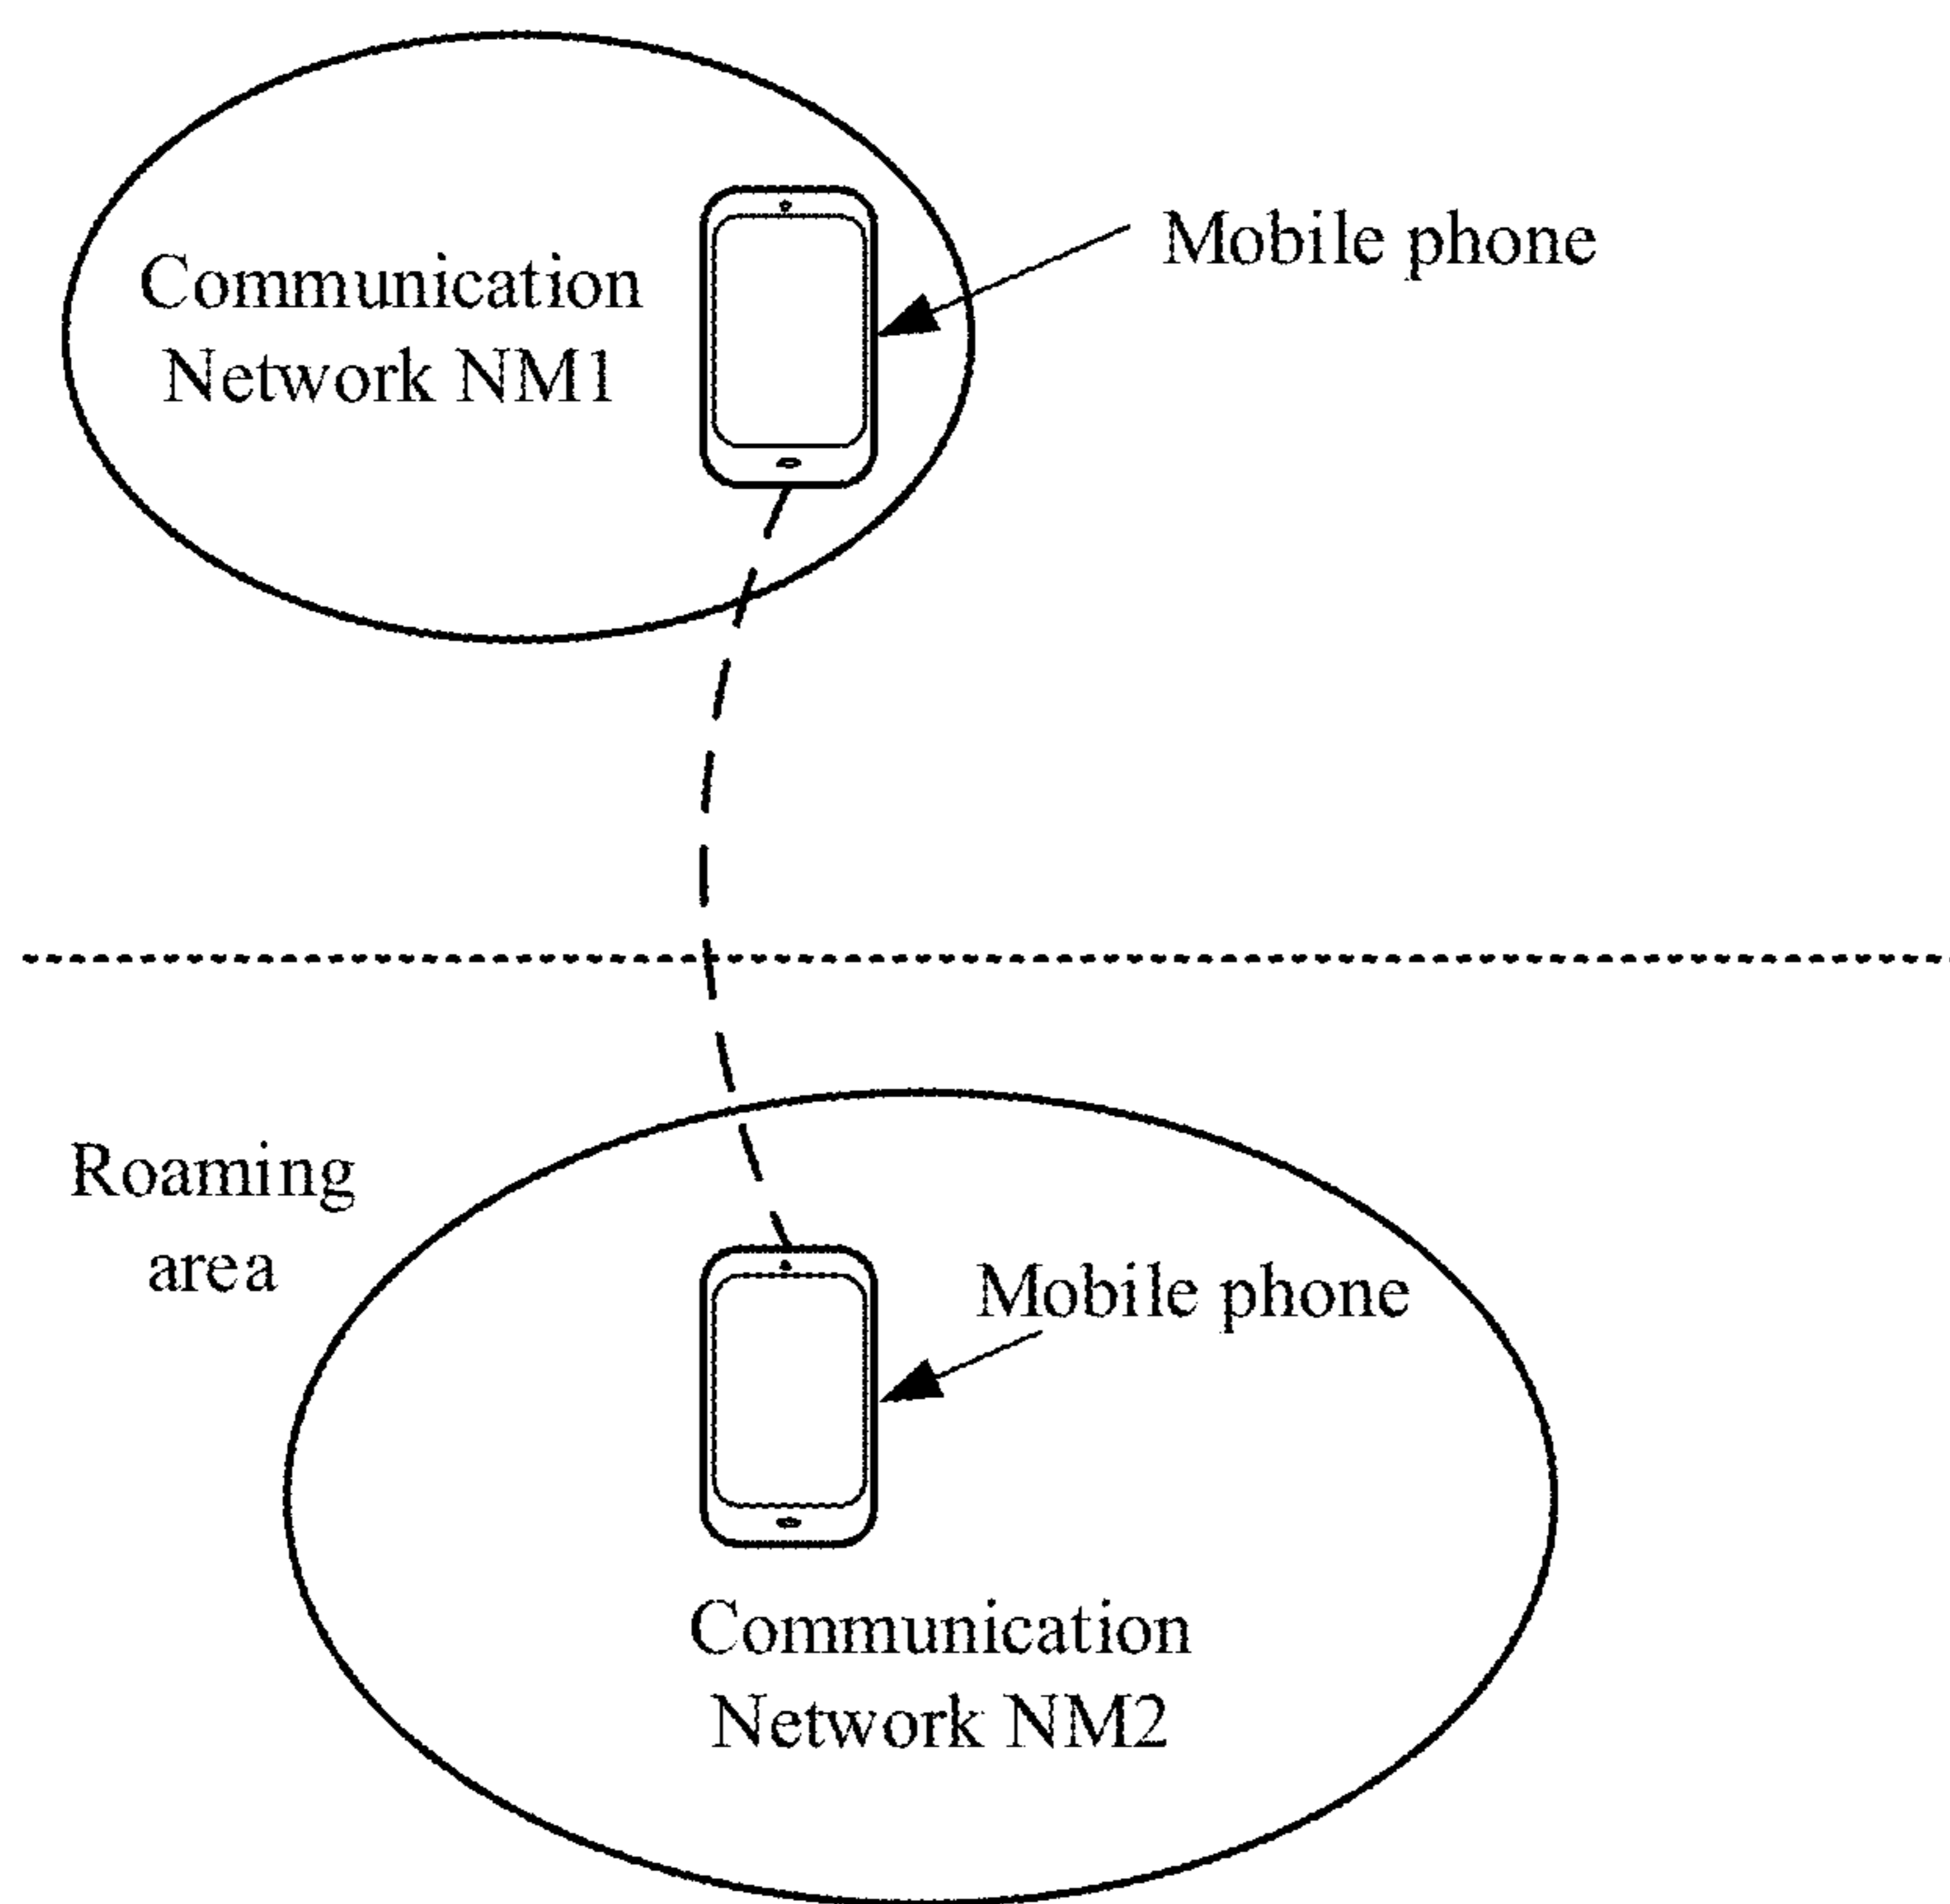 Communication
Network NM1
Mobile phone
Roaming
area
Mobile phone
Communication
Network NM2